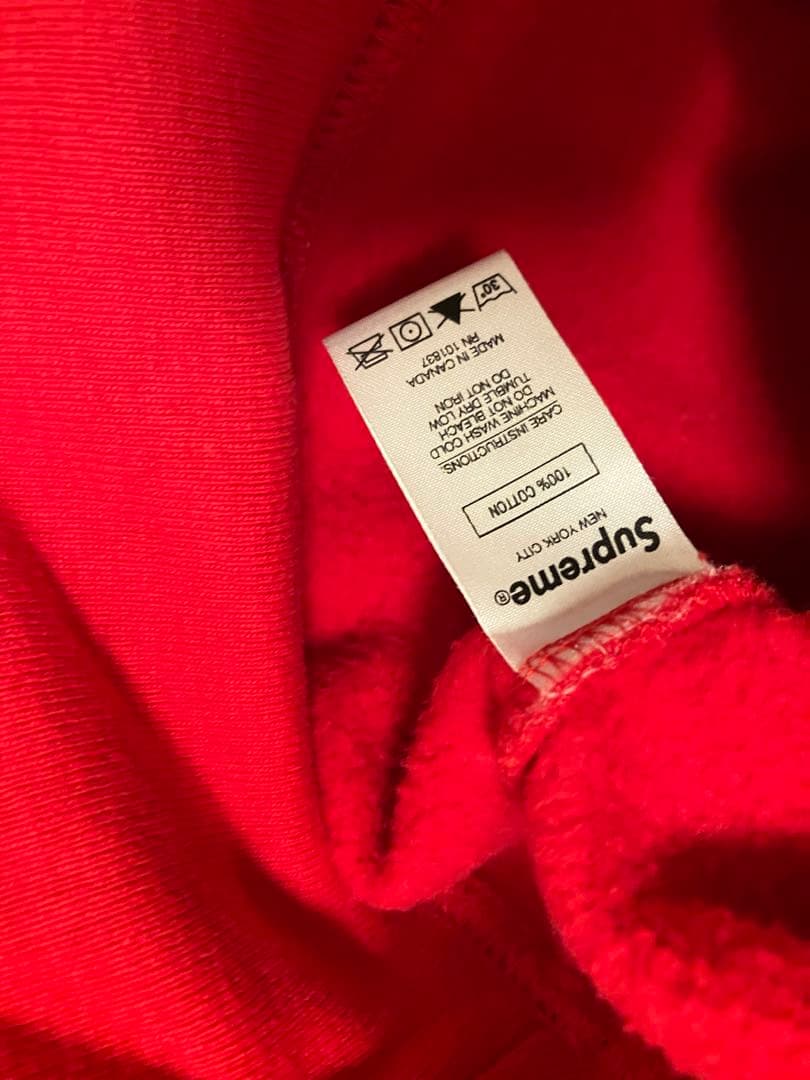 Supreme®
NEW YORK CITY
100% COTTON
CARE INSTRUCTIONS:
MACHINE WASH COLD
DO NOT BLEACH
TUMBLE DRY LOW
DO NOT IRON
MADE IN CANADA
RN 101837
30°